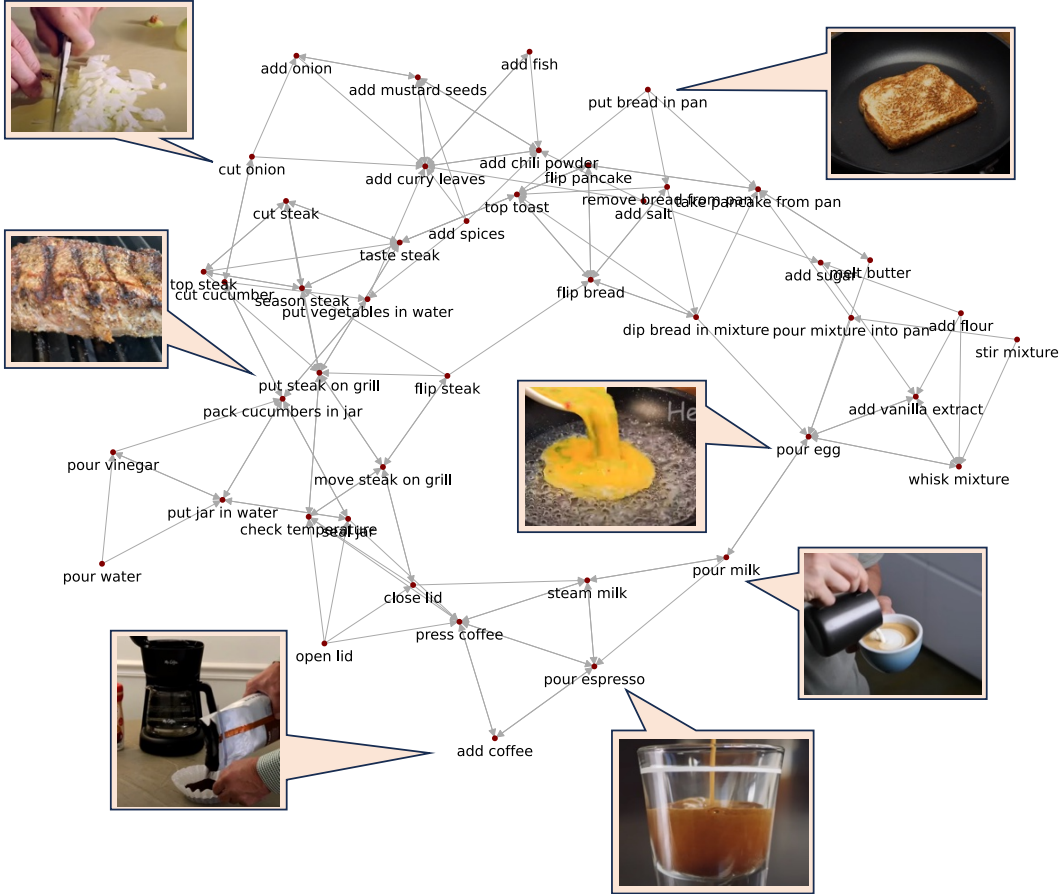 add onion
add fish
add mustard seeds
put bread in pan
cut onion
add chili powder
add curry leaves
flip pancake
remove bread from pan
take pancake from pan
top toast
add salt
cut steak
add spices
taste steak
add sugar
melt butter
top steak
cut cucumber
season steak
put vegetables in water
flip bread
dip bread in mixture
pour mixture into pan
add flour
stir mixture
put steak on grill
flip steak
pack cucumbers in jar
add vanilla extract
He
pour egg
pour vinegar
move steak on grill
whisk mixture
put jar in water
check temperature
seal jar
pour water
pour milk
close lid
steam milk
press coffee
open lid
pour espresso
add coffee